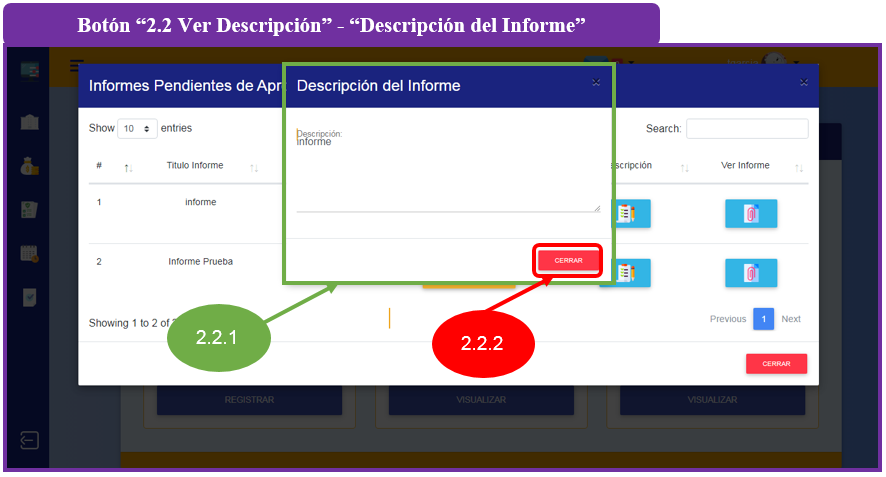 Botón “2.2 Ver Descripción” - “Descripción del Informe”
Informes Pendientes de Apr
Descripción del Informe
×
×
Show 10 entries
Search:
Descripción:
informe
#
Titulo Informe
scripción
Ver Informe
1
informe
2
Informe Prueba
CERRAR
2.2.1
2.2.2
Showing 1 to 2 of
Previous 1 Next
CERRAR
REGISTRAR
VISUALIZAR
VISUALIZAR